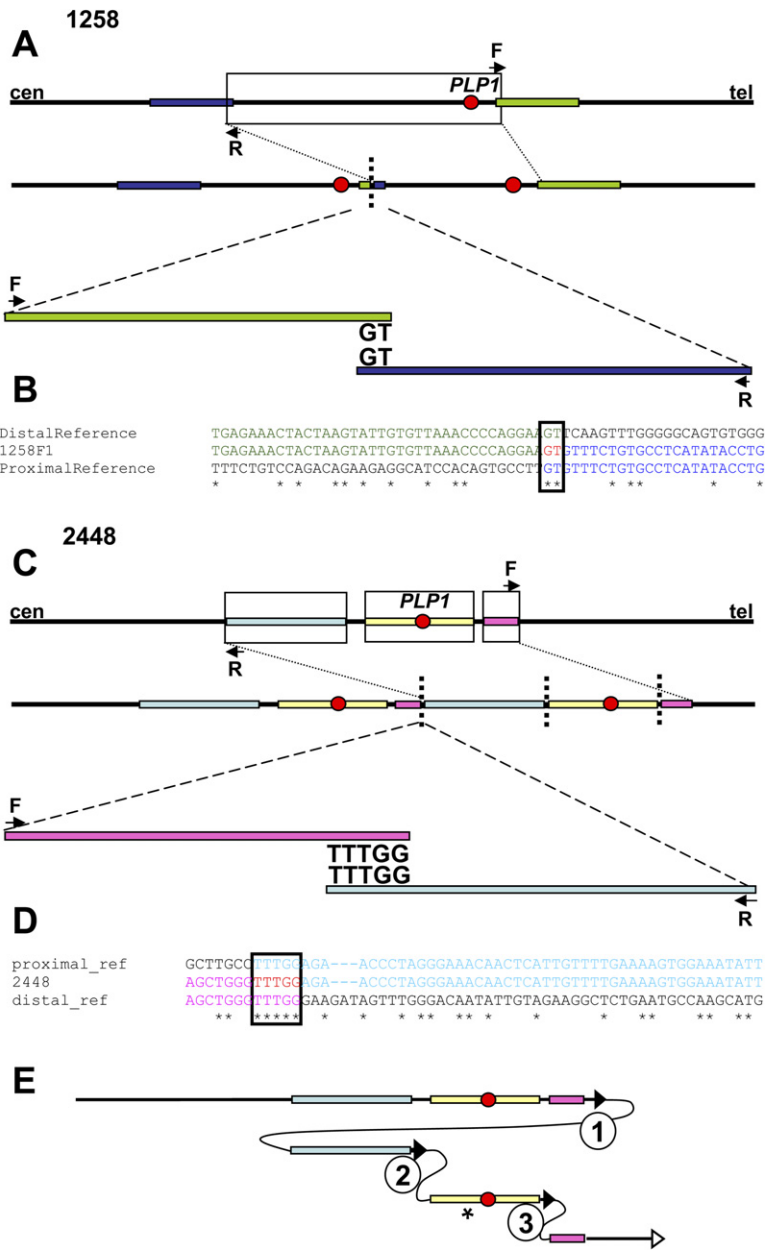 1258
A
F
PLP1
cen
tel
R
F
GT
GT
R
B
DistalReference TGAGAAACTACTAAGTATTGTGTTAAACCCCAGGAAGTTCAAGTTTGGGGGCAGTGTGGG
1258F1 TGAGAAACTACTAAGTATTGTGTTAAACCCCAGGAAGTGTTTCTGTGCCTCATATACCTG
ProximalReference TTTCTGTCCAGACAGAAGAGGCATCCACAGTGCCTTGTGTTTCTGTGCCTCATATACCTG
* * * ** * * * ** ** * ** * *
2448
C
F
PLP1
cen
tel
R
F
TTTGG
TTTGG
R
D
proximal_ref GCTTGCCTTTGGAGA---ACCCTAGGGAAACAACTCATTGTTTTGAAAAGTGGAAATATT
2448 AGCTGGGTTTGGAGA---ACCCTAGGGAAACAACTCATTGTTTTGAAAAGTGGAAATATT
distal_ref AGCTGGGTTTGGGAAGATAGTTTGGGACAATATTGTAGAAGGCTCTGAATGCCAAGCATG
** ***** * * * ** * ** * * ** * **
E
1
2
*
3